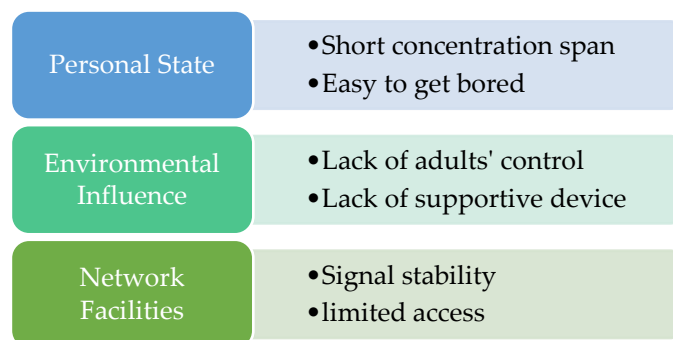 Personal State
•Short concentration span
•Easy to get bored
Environmental
Influence
•Lack of adults' control
•Lack of supportive device
Network
Facilities
•Signal stability
•limited access